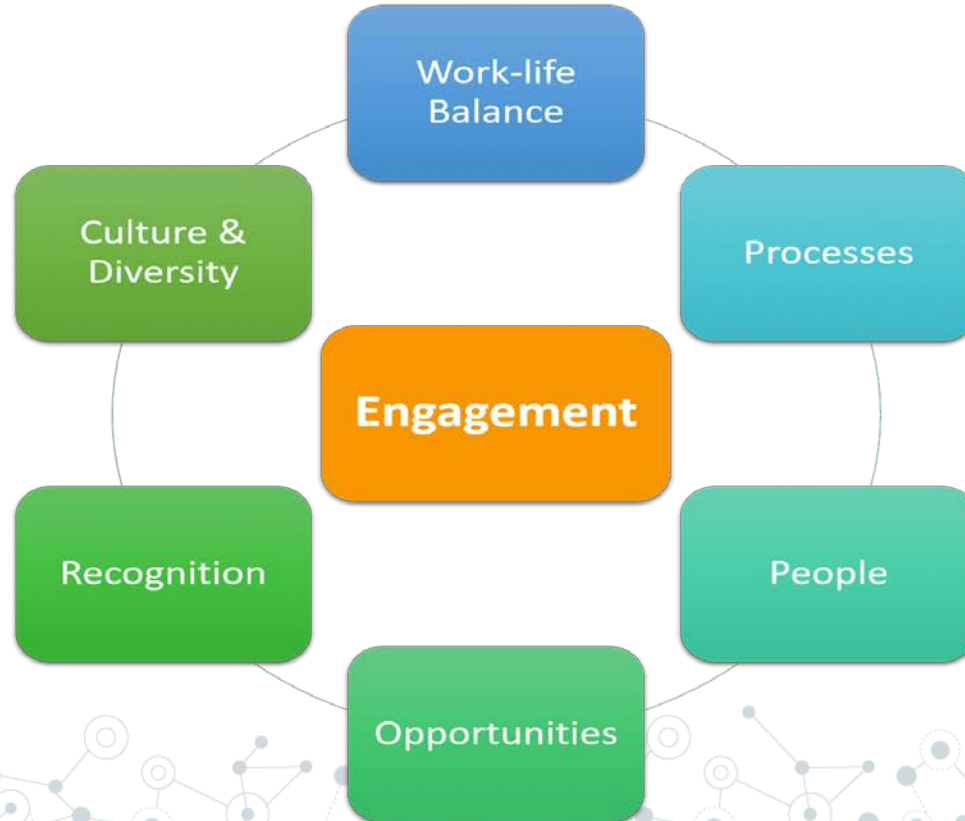 Work-life
Balance
Culture &
Diversity
Processes
Engagement
Recognition
People
Opportunities